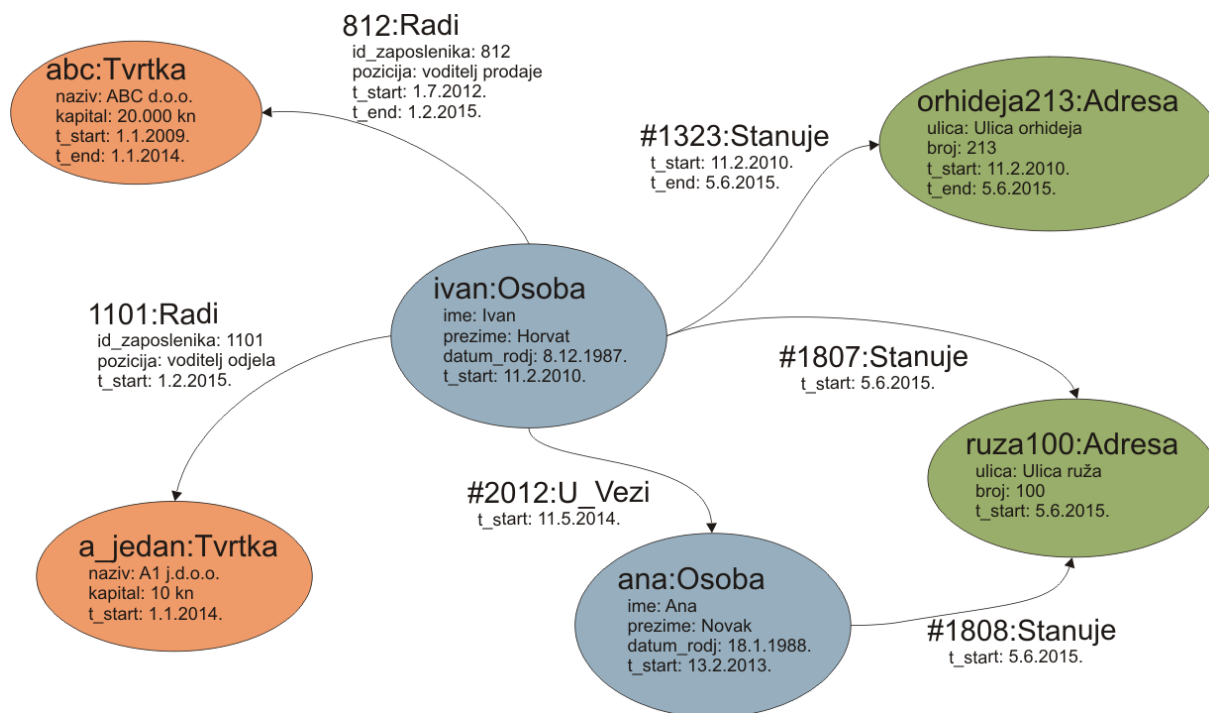 812:Radi
id_zaposlenika: 812
pozicija: voditelj prodaje
t_start: 1.7.2012.
t_end: 1.2.2015.
abc:Tvrtka
naziv: ABC d.o.o.
kapital: 20.000 kn
t_start: 1.1.2009.
t_end: 1.1.2014.
orhideja213:Adresa
ulica: Ulica orhideja
broj: 213
t_start: 11.2.2010.
t_end: 5.6.2015.
#1323:Stanuje
t_start: 11.2.2010.
t_end: 5.6.2015.
ivan:Osoba
ime: Ivan
prezime: Horvat
datum_rodj: 8.12.1987.
t_start: 11.2.2010.
1101:Radi
id_zaposlenika: 1101
pozicija: voditelj odjela
t_start: 1.2.2015.
#1807:Stanuje
t_start: 5.6.2015.
ruza100:Adresa
ulica: Ulica ruža
broj: 100
t_start: 5.6.2015.
#2012:U_Vezi
t_start: 11.5.2014.
a_jedan:Tvrtka
naziv: A1 j.d.o.o.
kapital: 10 kn
t_start: 1.1.2014.
ana:Osoba
ime: Ana
prezime: Novak
datum_rodj: 18.1.1988.
t_start: 13.2.2013.
#1808:Stanuje
t_start: 5.6.2015.